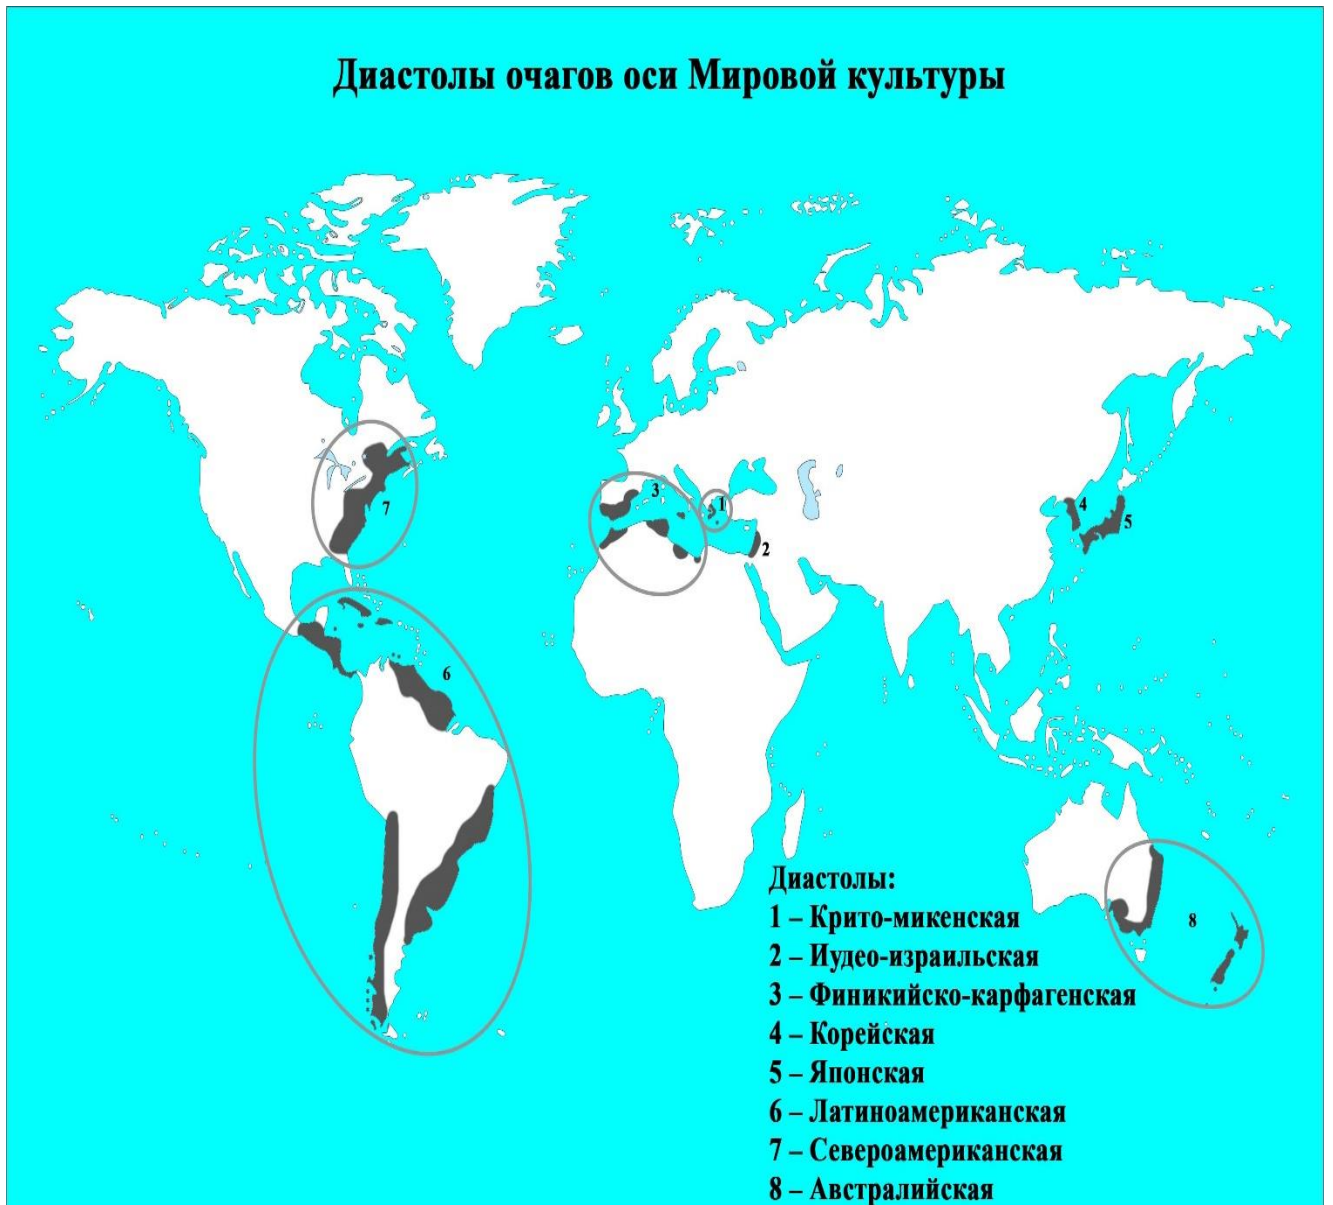 Диастолы очагов оси Мировой культуры
7
3
1
2
4
5
6
8
Диастолы:
1 – Крито-микенская
2 – Иудео-израильская
3 – Финикийско-карфагенская
4 – Корейская
5 – Японская
6 – Латиноамериканская
7 – Североамериканская
8 – Австралийская